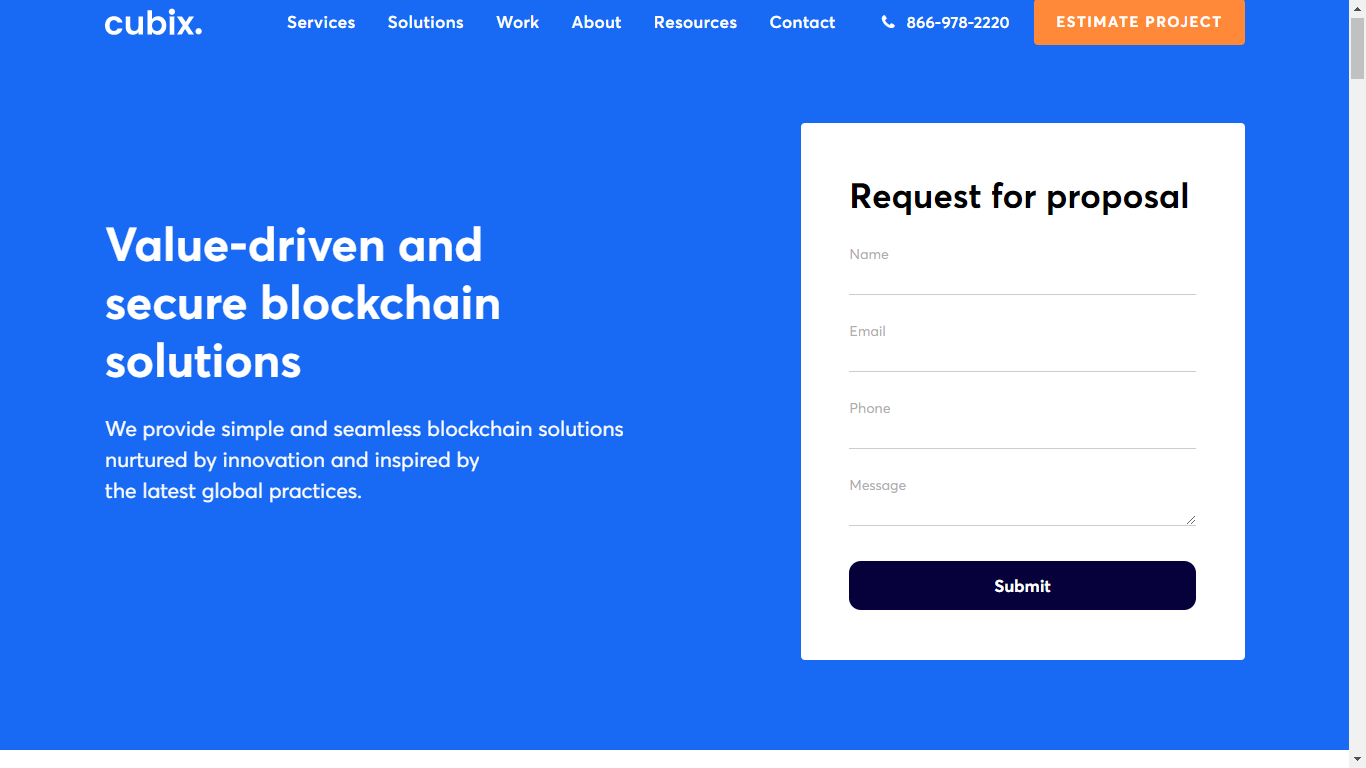 cubix.
Services Solutions Work About Resources Contact 866-978-2220 ESTIMATE PROJECT
Value-driven and
secure blockchain
solutions
We provide simple and seamless blockchain solutions
nurtured by innovation and inspired by
the latest global practices.
Request for proposal
Name
Email
Phone
Message
Submit